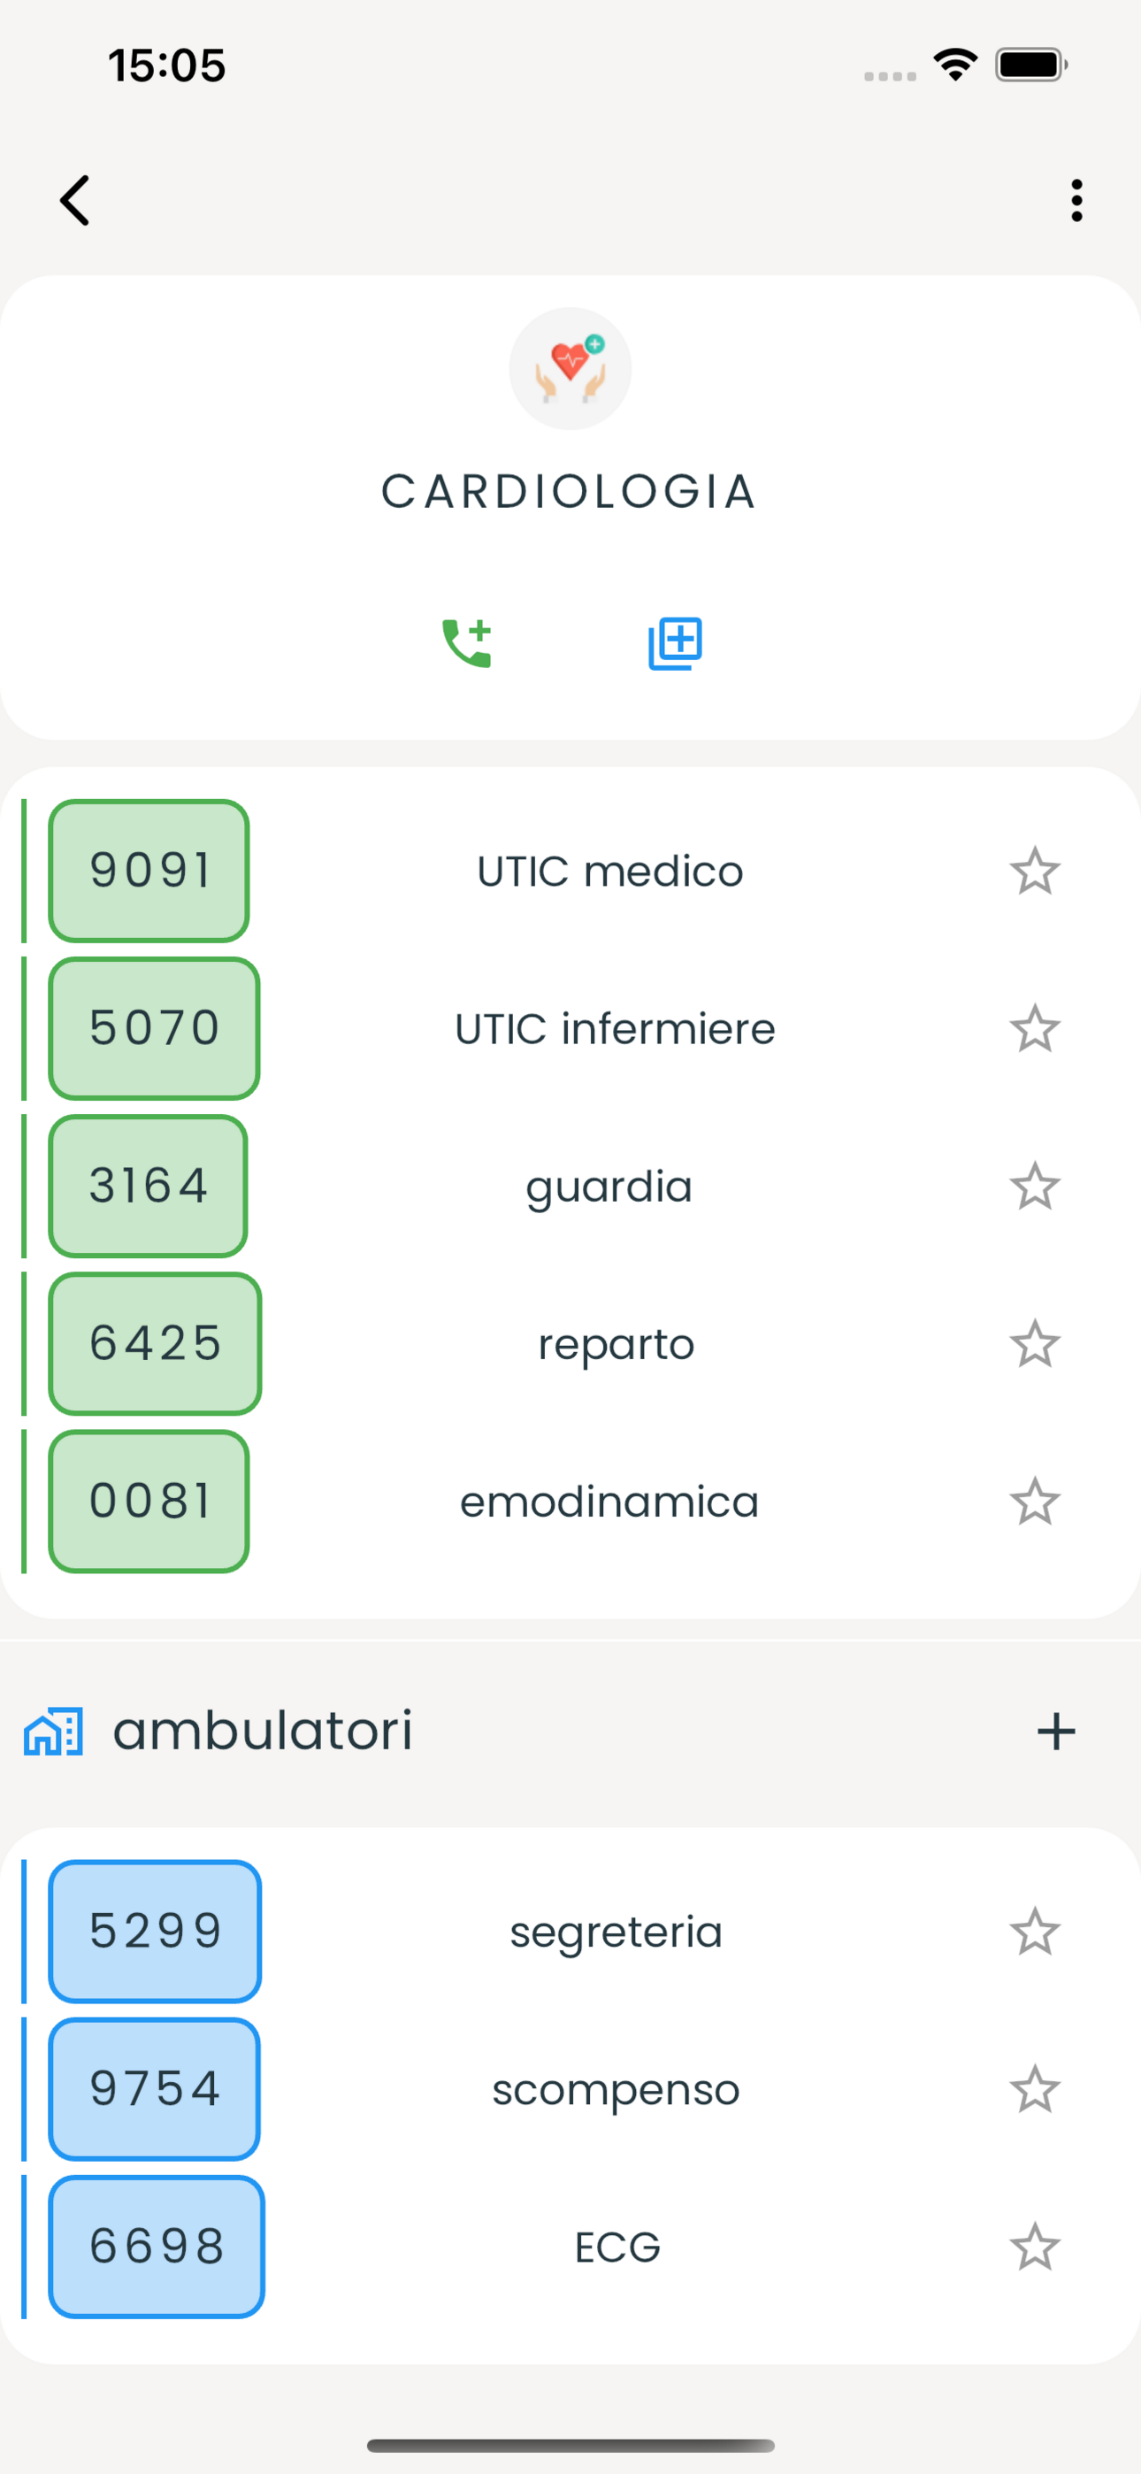 15:05
CARDIOLOGIA
9091 UTIC medico
5070 UTIC infermiere
3164 guardia
6425 reparto
0081 emodinamica
ambulatori
5299 segreteria
9754 scompenso
6698 ECG